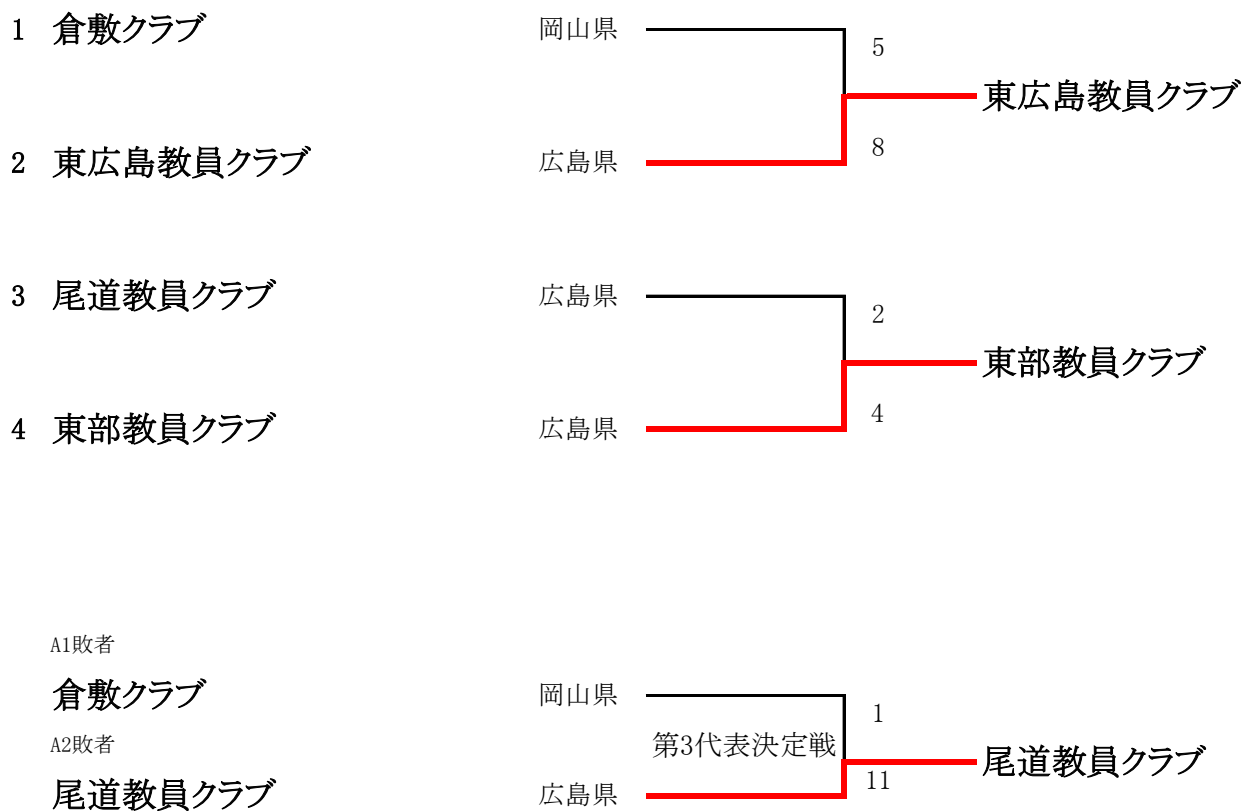 1 倉敷クラブ 岡山県 5
東広島教員クラブ
2 東広島教員クラブ 広島県 8
3 尾道教員クラブ 広島県 2
東部教員クラブ
4 東部教員クラブ 広島県 4
A1敗者
倉敷クラブ 岡山県 1
A2敗者 第3代表決定戦 尾道教員クラブ
尾道教員クラブ 広島県 11